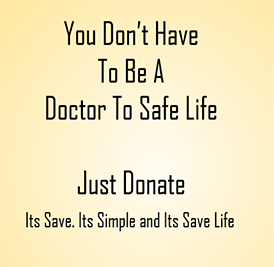 You Don't Have
To Be A
Doctor To Safe Life
Just Donate
Its Save. Its Simple and Its Save Life